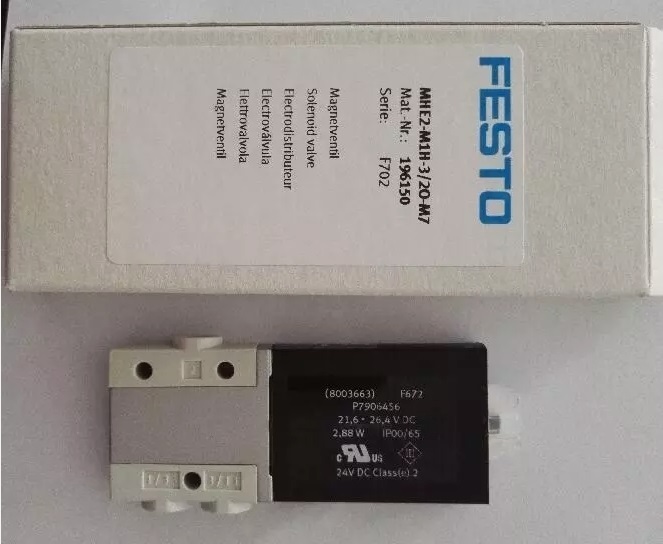 FESTO
MHE2-M1H-3/2O-M7
Mat.-Nr.: 196150
Serie: F702
Magnetventil
Solenoid valve
Electrodistributeur
Electroválvula
Elettrovalvola
Magnetventil
(8003663) F672
P7906456
21,6 - 26,4 V DC
2,88 W IP00/65
C UL US
24V DC Class(e) 2